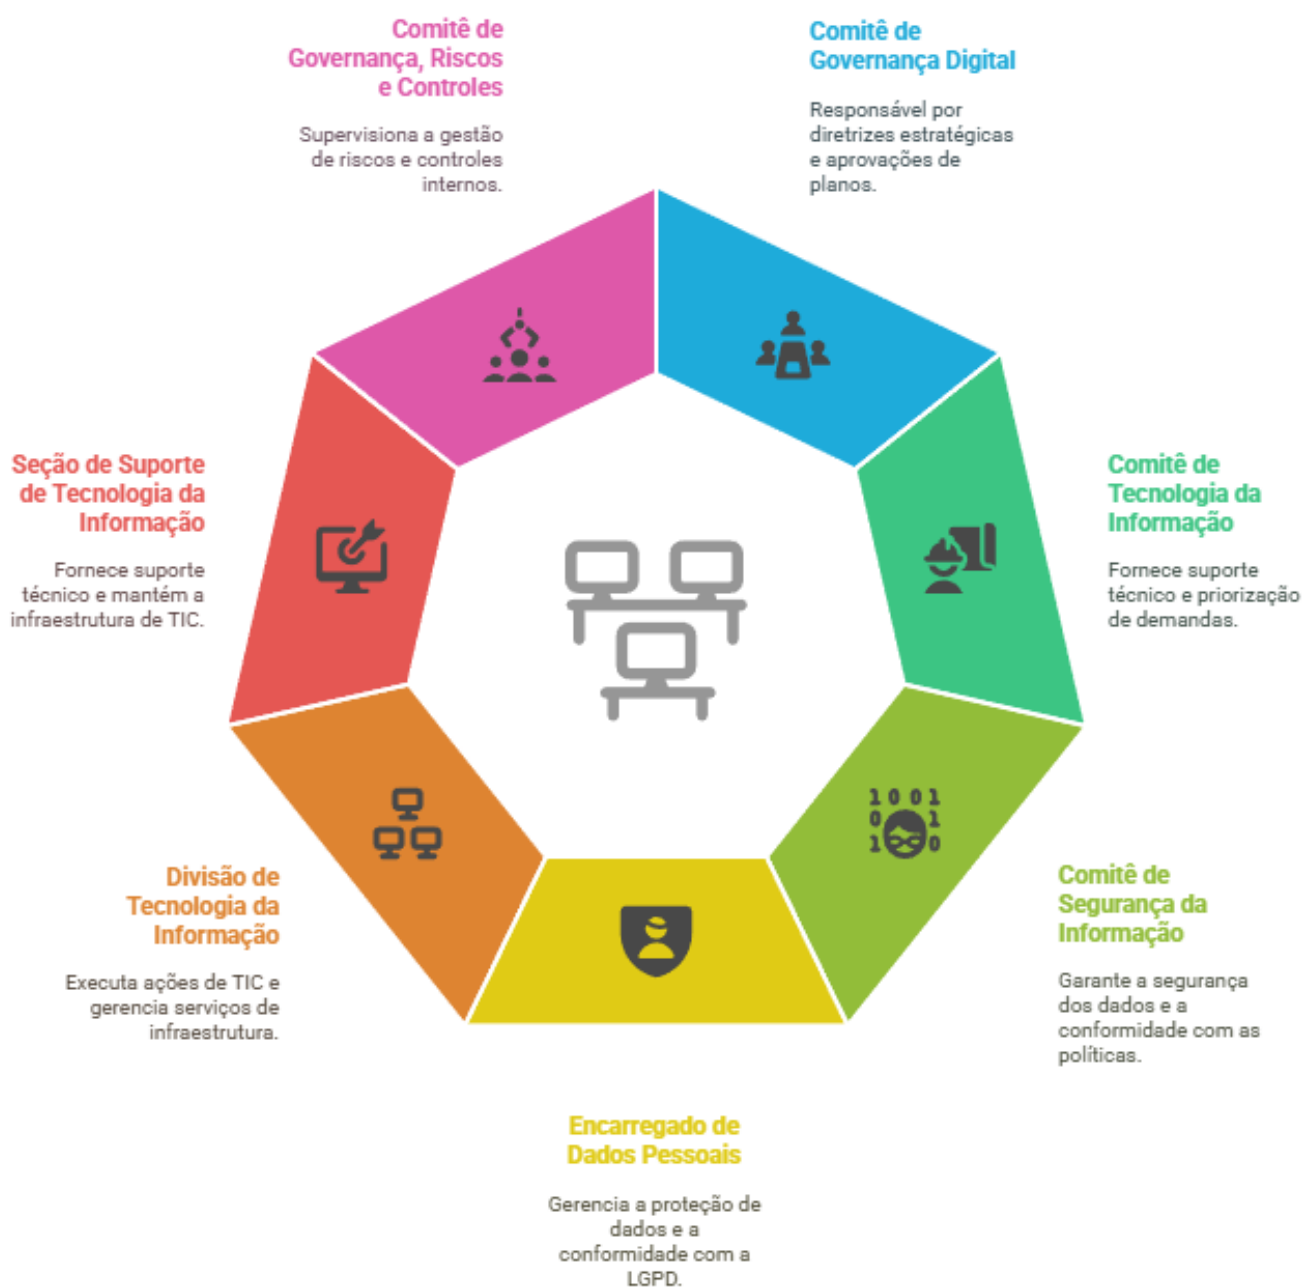 Comitê de
Governança, Riscos
e Controles
Supervisiona a gestão
de riscos e controles
internos.
Comitê de
Governança Digital
Responsável por
diretrizes estratégicas
e aprovações de
planos.
Seção de Suporte
de Tecnologia da
Informação
Fornece suporte
técnico e mantém a
infraestrutura de TIC.
Comitê de
Tecnologia da
Informação
Fornece suporte
técnico e priorização
de demandas.
1001
0 1
1 0
Divisão de
Tecnologia da
Informação
Executa ações de TIC e
gerencia serviços de
infraestrutura.
Comitê de
Segurança da
Informação
Garante a segurança
dos dados e a
conformidade com as
políticas.
Encarregado de
Dados Pessoais
Gerencia a proteção de
dados e a
conformidade com a
LGPD.